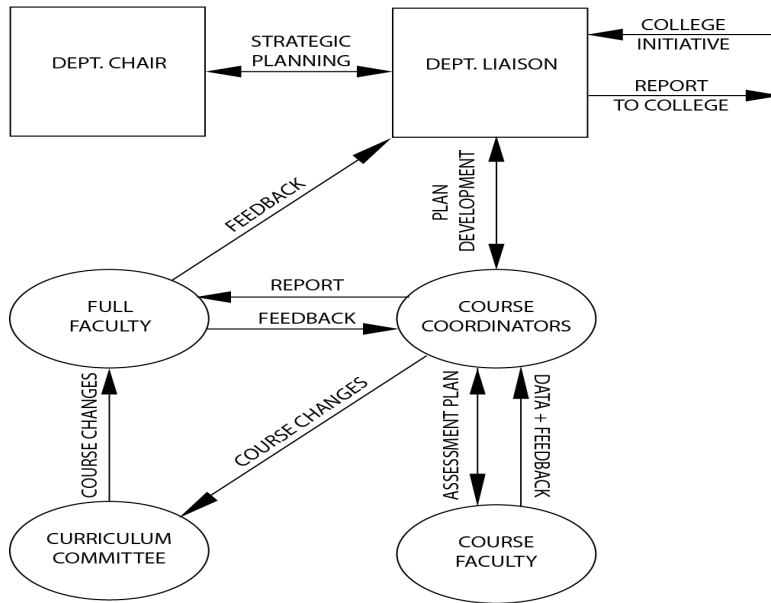 COLLEGE
INITIATIVE
STRATEGIC
PLANNING
DEPT. CHAIR
DEPT. LIAISON
REPORT
TO COLLEGE
FEEDBACK
PLAN
DEVELOPMENT
REPORT
FULL
FACULTY
FEEDBACK
COURSE
COORDINATORS
COURSE CHANGES
COURSE CHANGES
ASSESSMENT PLAN
DATA + FEEDBACK
CURRICULUM
COMMITTEE
COURSE
FACULTY